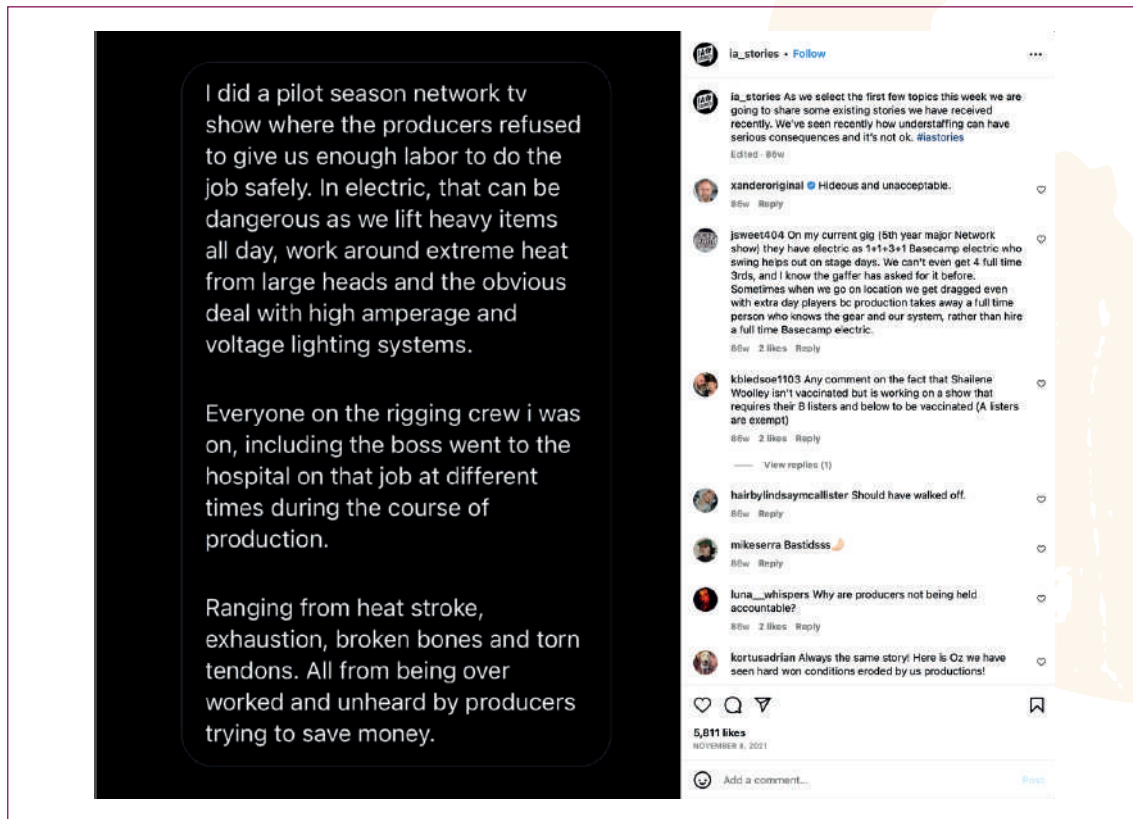 I did a pilot season network tv
show where the producers refused
to give us enough labor to do the
job safely. In electric, that can be
dangerous as we lift heavy items
all day, work around extreme heat
from large heads and the obvious
deal with high amperage and
voltage lighting systems.
Everyone on the rigging crew i was
on, including the boss went to the
hospital on that job at different
times during the course of
production.
Ranging from heat stroke,
exhaustion, broken bones and torn
tendons. All from being over
worked and unheard by producers
trying to save money.
ia_stories • Follow
ia_stories As we select the first few topics this week we are
going to share some existing stories we have received
recently. We've seen recently how understaffing can have
serious consequences and it's not ok. #iastories
Edited · 86w
xanderoriginal Hideous and unacceptable.
86w Reply
jsweet404 On my current gig (5th year major Network
show) they have electric as 1+1+3+1 Basecamp electric who
swing helps out on stage days. We can't even get 4 full time
3rds, and I know the gaffer has asked for it before.
Sometimes when we go on location we get dragged even
with extra day players bc production takes away a full time
person who knows the gear and our system, rather than hire
a full time Basecamp electric.
86w 2 likes Reply
kbledsoe1103 Any comment on the fact that Shailene
Woolley isn't vaccinated but is working on a show that
requires their B listers and below to be vaccinated (A listers
are exempt)
86w 2 likes Reply
View replies (1)
hairbylindsaymcallister Should have walked off.
86w Reply
mikeserra Bastidsss🤌🏼
86w Reply
luna__whispers Why are producers not being held
accountable?
86w 2 likes Reply
kortusadrian Always the same story! Here is Oz we have
seen hard won conditions eroded by us productions!
5,811 likes
NOVEMBER 8, 2021
Add a comment...
Post